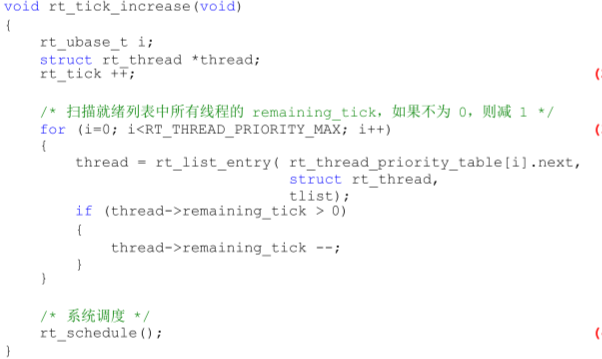 void rt_tick_increase(void)
{
    rt_ubase_t i;
    struct rt_thread *thread;
    rt_tick ++;

    /* 扫描就绪列表中所有线程的 remaining_tick，如果不为 0，则减 1 */
    for (i=0; i<RT_THREAD_PRIORITY_MAX; i++)
    {
        thread = rt_list_entry( rt_thread_priority_table[i].next,
                                struct rt_thread,
                                tlist);
        if (thread->remaining_tick > 0)
        {
            thread->remaining_tick --;
        }
    }

    /* 系统调度 */
    rt_schedule();
}